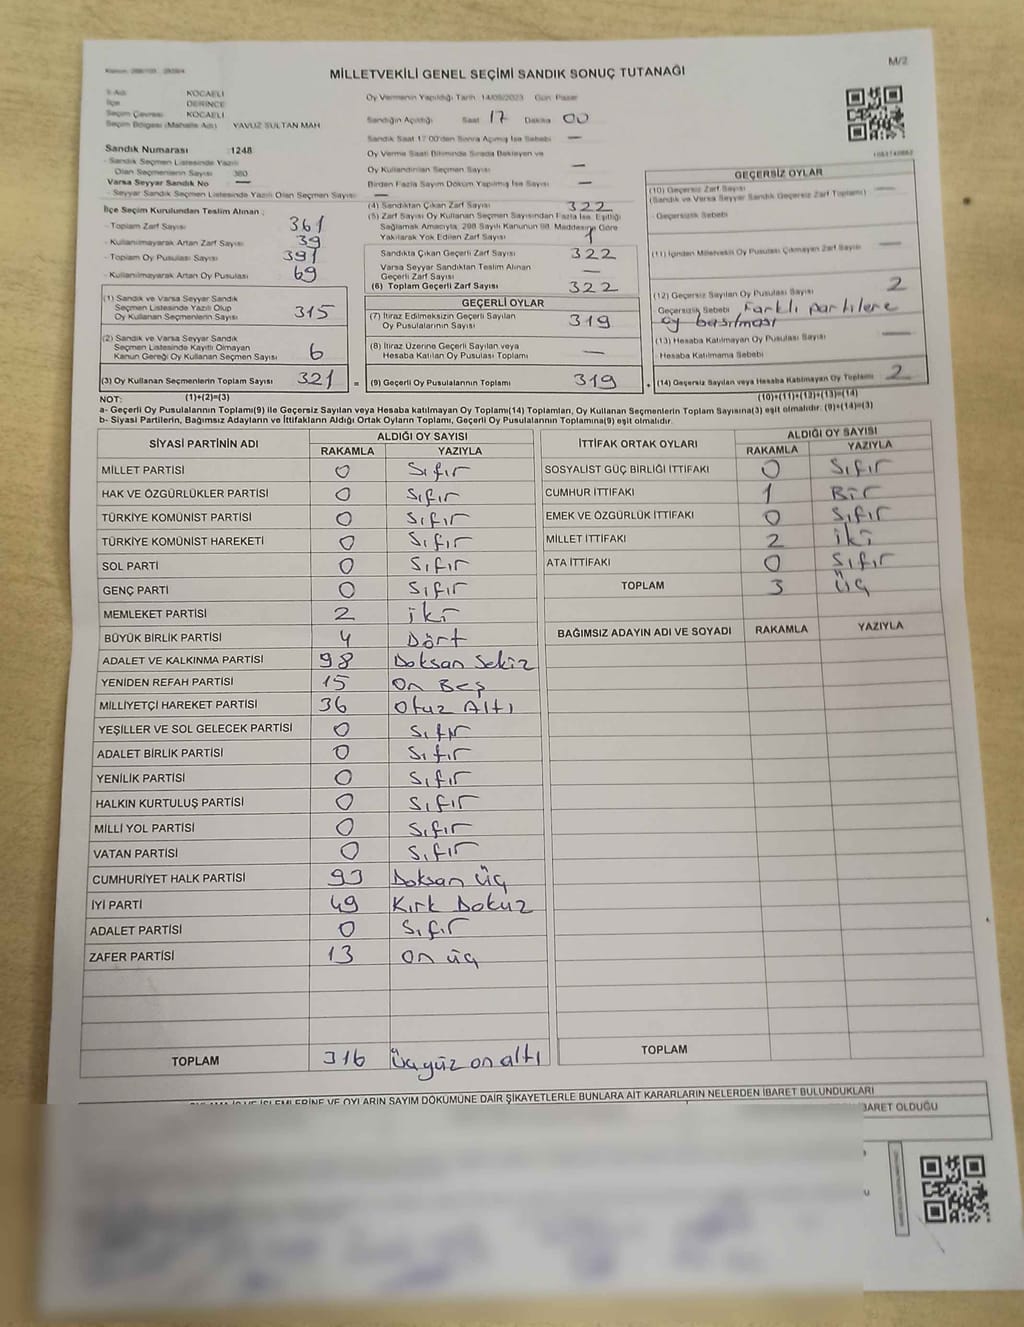 M/2
MİLLETVEKİLİ GENEL SEÇİMİ SANDIK SONUÇ TUTANAĞI
İl Adı KOCAELİ
İlçe DERİNCE
Seçim Çevresi KOCAELİ
Seçim Bölgesi (Mahalle Adı) YAVUZ SULTAN MAH
Sandık Numarası : 1248
- Sandık Seçmen Listesinde Yazılı
Olan Seçmenlerin Sayısı 380
Varsa Seyyar Sandık No —
- Seyyar Sandık Seçmen Listesinde Yazılı Olan Seçmen Sayısı —
İlçe Seçim Kurulundan Teslim Alınan :
- Toplam Zarf Sayısı 361
- Kullanılmayarak Artan Zarf Sayısı 39
- Toplam Oy Pusulası Sayısı 391
- Kullanılmayarak Artan Oy Pusulası 69
(1) Sandık ve Varsa Seyyar Sandık
Seçmen Listesinde Yazılı Olup
Oy Kullanan Seçmenlerin Sayısı 315
(2) Sandık ve Varsa Seyyar Sandık
Seçmen Listesinde Kayıtlı Olmayan
Kanun Gereği Oy Kullanan Seçmen Sayısı 6
(3) Oy Kullanan Seçmenlerin Toplam Sayısı 321
Oy Vermenin Yapıldığı Tarih 14/05/2023 Gün Pazar
Sandığın Açıldığı Saat 17 Dakika 00
Sandık Saat 17:00'den Sonra Açılmış İse Sebebi —
Oy Verme Saati Bitiminde Sırada Bekleyen ve
Oy Kullandırılan Seçmen Sayısı —
Birden Fazla Sayım Döküm Yapılmış İse Sayısı —
(4) Sandıktan Çıkan Zarf Sayısı 322
(5) Zarf Sayısı Oy Kullanan Seçmen Sayısından Fazla İse, Eşitliği
Sağlamak Amacıyla, 298 Sayılı Kanunun 98. Maddesine Göre
Yakılarak Yok Edilen Zarf Sayısı 1
Sandıkta Çıkan Geçerli Zarf Sayısı 322
Varsa Seyyar Sandıktan Teslim Alınan
Geçerli Zarf Sayısı —
(6) Toplam Geçerli Zarf Sayısı 322
GEÇERLİ OYLAR
(7) İtiraz Edilmeksizin Geçerli Sayılan
Oy Pusulalarının Sayısı 319
(8) İtiraz Üzerine Geçerli Sayılan veya
Hesaba Katılan Oy Pusulası Toplamı —
= (9) Geçerli Oy Pusulalarının Toplamı 319
GEÇERSİZ OYLAR
(10) Geçersiz Zarf Sayısı
(Sandık ve Varsa Seyyar Sandık Geçersiz Zarf Toplamı) —
- Geçersizlik Sebebi
(11) İçinden Milletvekili Oy Pusulası Çıkmayan Zarf Sayısı —
(12) Geçersiz Sayılan Oy Pusulası Sayısı 2
Geçersizlik Sebebi Farklı partilere
oy basılması
(13) Hesaba Katılmayan Oy Pusulası Sayısı —
Hesaba Katılmama Sebebi
+ (14) Geçersiz Sayılan veya Hesaba Katılmayan Oy Toplamı 2
NOT: (1)+(2)=(3) (10)+(11)+(12)+(13)=(14)
a- Geçerli Oy Pusulalarının Toplamı(9) ile Geçersiz Sayılan veya Hesaba katılmayan Oy Toplamı(14) Toplamları, Oy Kullanan Seçmenlerin Toplam Sayısına(3) eşit olmalıdır. (9)+(14)=(3)
b- Siyasi Partilerin, Bağımsız Adayların ve İttifakların Aldığı Ortak Oyların Toplamı, Geçerli Oy Pusulalarının Toplamına(9) eşit olmalıdır.
SİYASİ PARTİNİN ADI ALDIĞI OY SAYISI
RAKAMLA YAZIYLA
MİLLET PARTİSİ 0 Sıfır
HAK VE ÖZGÜRLÜKLER PARTİSİ 0 Sıfır
TÜRKİYE KOMÜNİST PARTİSİ 0 Sıfır
TÜRKİYE KOMÜNİST HAREKETİ 0 Sıfır
SOL PARTİ 0 Sıfır
GENÇ PARTİ 0 Sıfır
MEMLEKET PARTİSİ 2 iki
BÜYÜK BİRLİK PARTİSİ 4 Dört
ADALET VE KALKINMA PARTİSİ 98 Doksan Sekiz
YENİDEN REFAH PARTİSİ 15 On Beş
MİLLİYETÇİ HAREKET PARTİSİ 36 Otuz Altı
YEŞİLLER VE SOL GELECEK PARTİSİ 0 Sıfır
ADALET BİRLİK PARTİSİ 0 Sıfır
YENİLİK PARTİSİ 0 Sıfır
HALKIN KURTULUŞ PARTİSİ 0 Sıfır
MİLLİ YOL PARTİSİ 0 Sıfır
VATAN PARTİSİ 0 Sıfır
CUMHURİYET HALK PARTİSİ 93 Doksan üç
İYİ PARTİ 49 Kırk Dokuz
ADALET PARTİSİ 0 Sıfır
ZAFER PARTİSİ 13 on üç
TOPLAM 316 üçyüz on altı
İTTİFAK ORTAK OYLARI ALDIĞI OY SAYISI
RAKAMLA YAZIYLA
SOSYALİST GÜÇ BİRLİĞİ İTTİFAKI 0 Sıfır
CUMHUR İTTİFAKI 1 Bir
EMEK VE ÖZGÜRLÜK İTTİFAKI 0 Sıfır
MİLLET İTTİFAKI 2 iki
ATA İTTİFAKI 0 Sıfır
TOPLAM 3 üç
BAĞIMSIZ ADAYIN ADI VE SOYADI RAKAMLA YAZIYLA
TOPLAM
VE OYLARIN SAYIM DÖKÜMÜNE DAİR ŞİKAYETLERLE BUNLARA AİT KARARLARIN NELERDEN İBARET BULUNDUKLARI
İBARET OLDUĞU